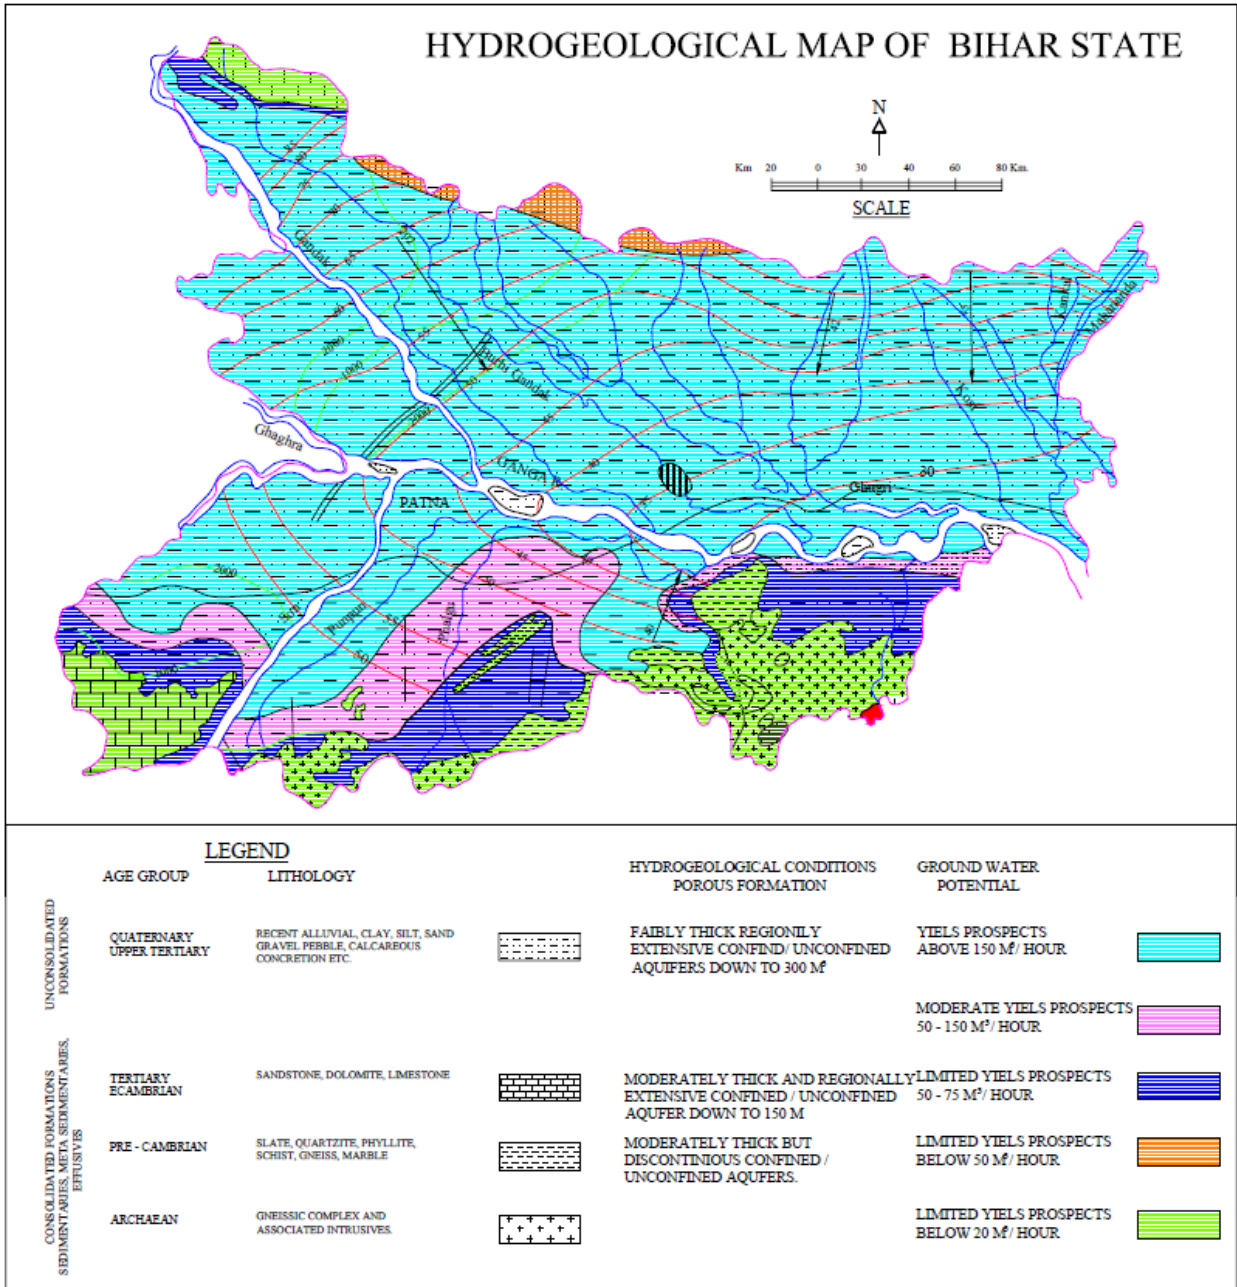 HYDROGEOLOGICAL MAP OF BIHAR STATE
N
Km 20 0 30 40 60 80 Km.
SCALE
Gandak
Kankai
Mahananda
Burhi Gandak
Kosi
2000
1000
2000
Ghaghra
GANGA R.
PATNA
30
2000
Punpun
LEGEND
AGE GROUP
LITHOLOGY
HYDROGEOLOGICAL CONDITIONS
POROUS FORMATION
GROUND WATER
POTENTIAL
UNCONSOLIDATED
FORMATIONS
QUATERNARY
UPPER TERTIARY
RECENT ALLUVIAL, CLAY, SILT, SAND
GRAVEL PEBBLE, CALCAREOUS
CONCRETION ETC.
FAIBLY THICK REGIONILY
EXTENSIVE CONFIND/ UNCONFINED
AQUIFERS DOWN TO 300 M³
YIELS PROSPECTS
ABOVE 150 M³/ HOUR
MODERATE YIELS PROSPECTS
50 - 150 M³/ HOUR
CONSOLIDATED FORMATIONS
SEDIMENTARIES, META SEDIMENTARIES,
EFFUSIVES
TERTIARY
ECAMBRIAN
SANDSTONE, DOLOMITE, LIMESTONE
MODERATELY THICK AND REGIONALLY
EXTENSIVE CONFINED / UNCONFINED
AQUFER DOWN TO 150 M
LIMITED YIELS PROSPECTS
50 - 75 M³/ HOUR
PRE - CAMBRIAN
SLATE, QUARTZITE, PHYLLITE,
SCHIST, GNEISS, MARBLE
MODERATELY THICK BUT
DISCONTINIOUS CONFINED /
UNCONFINED AQUFERS.
LIMITED YIELS PROSPECTS
BELOW 50 M³/ HOUR
ARCHAEAN
GNEISSIC COMPLEX AND
ASSOCIATED INTRUSIVES.
LIMITED YIELS PROSPECTS
BELOW 20 M³/ HOUR